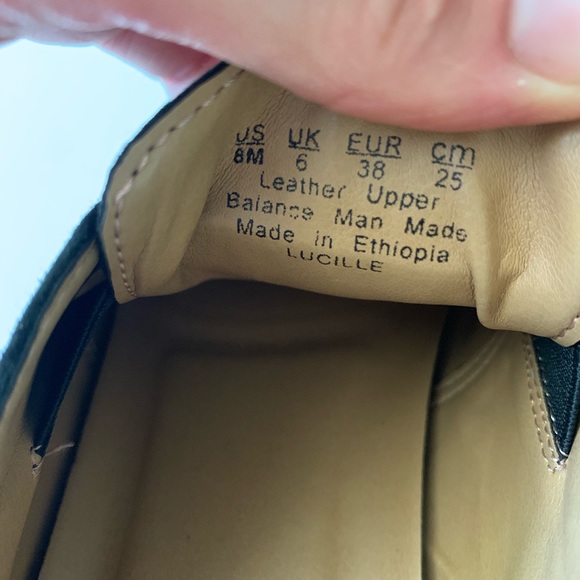 US UK EUR cm
8M 6 38 25
Leather Upper
Balance Man Made
Made in Ethiopia
LUCILLE